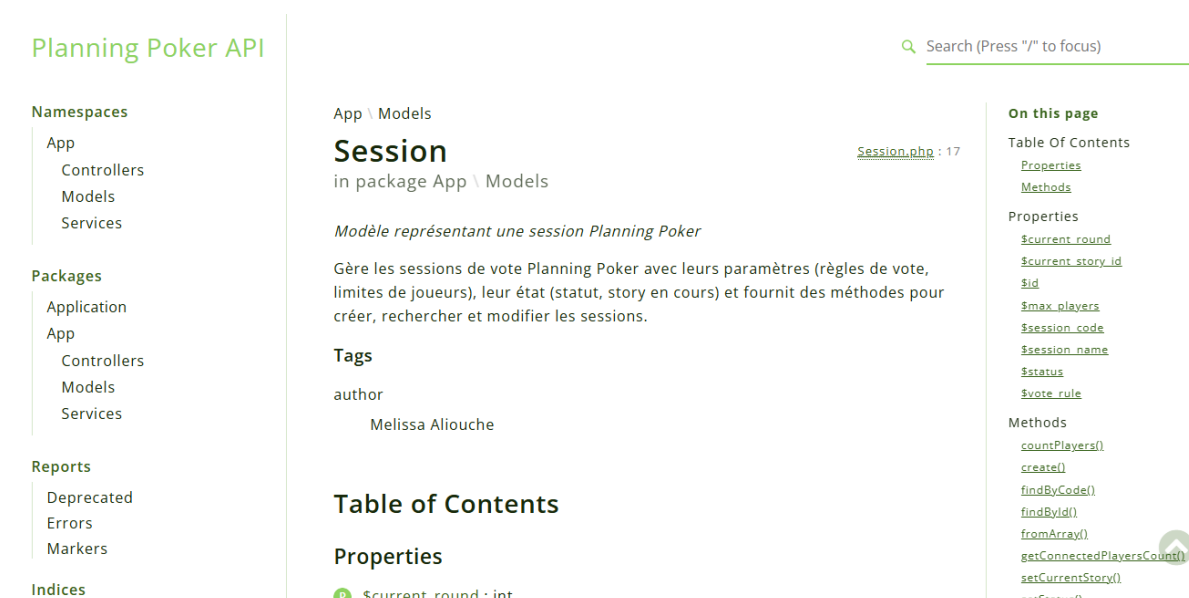 Planning Poker API
Search (Press "/" to focus)
Namespaces
App
Controllers
Models
Services
Packages
Application
App
Controllers
Models
Services
Reports
Deprecated
Errors
Markers
Indices
App \ Models
Session
Session.php : 17
in package App \ Models
Modèle représentant une session Planning Poker
Gère les sessions de vote Planning Poker avec leurs paramètres (règles de vote,
limites de joueurs), leur état (statut, story en cours) et fournit des méthodes pour
créer, rechercher et modifier les sessions.
Tags
author
Melissa Aliouche
Table of Contents
Properties
P $current_round : int
On this page
Table Of Contents
Properties
Methods
Properties
$current_round
$current_story_id
$id
$max_players
$session_code
$session_name
$status
$vote_rule
Methods
countPlayers()
create()
findByCode()
findById()
fromArray()
getConnectedPlayersCount()
setCurrentStory()